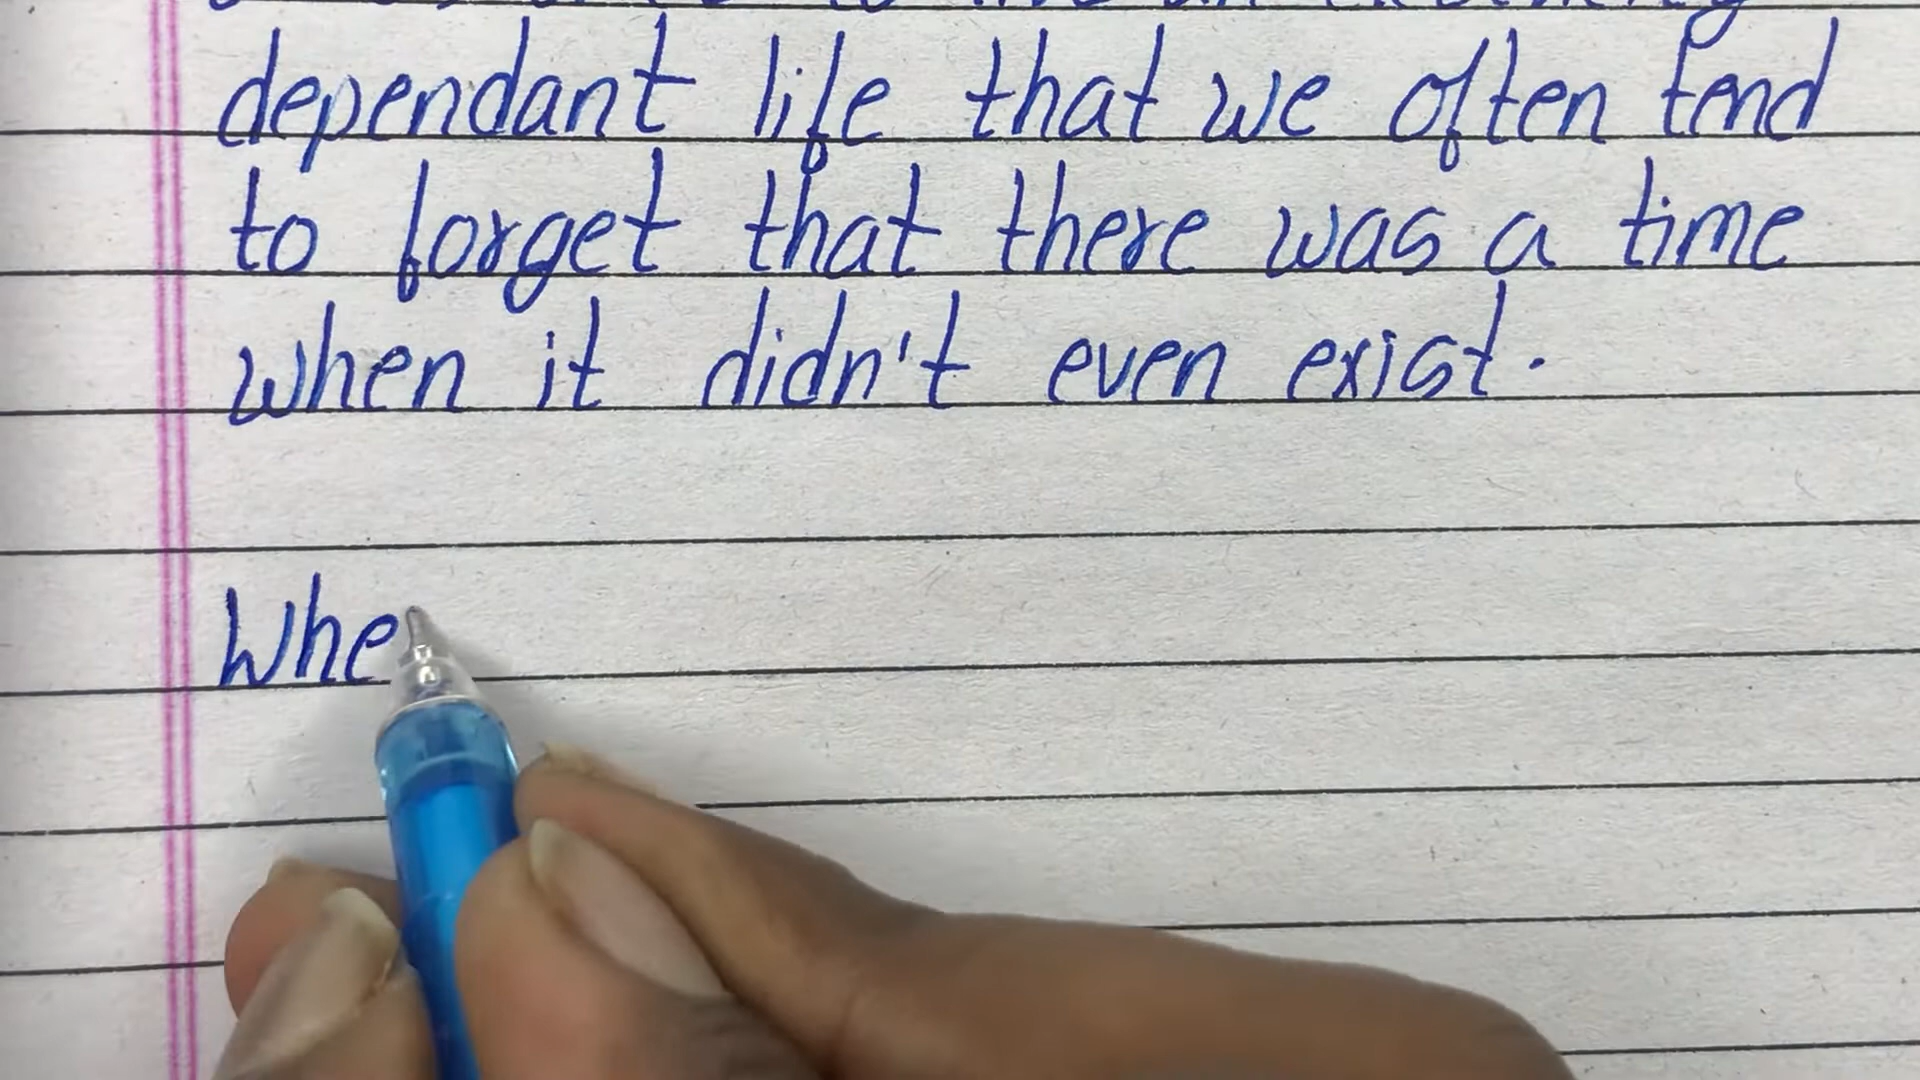 dependant life that we often tend
to forget that there was a time
when it didn't even exist.
Whe